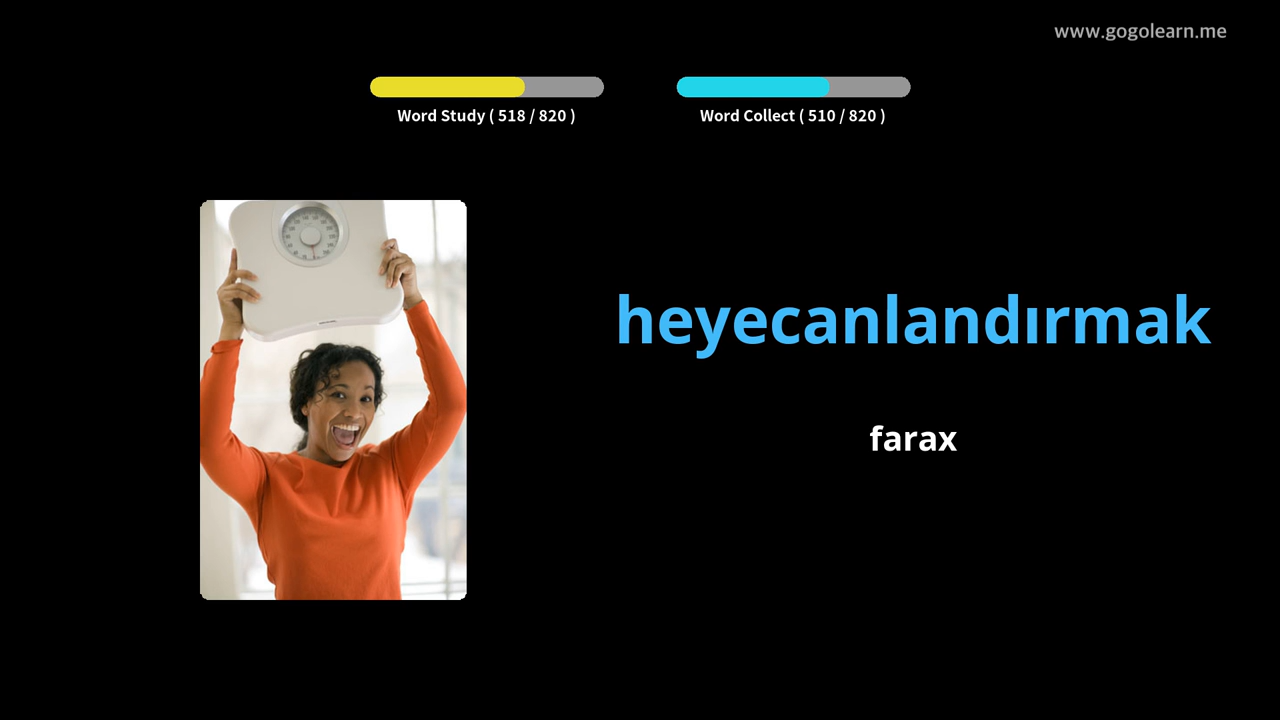 www.gogolearn.me
Word Study ( 518 / 820 )
Word Collect ( 510 / 820 )
heyecanlandırmak
farax